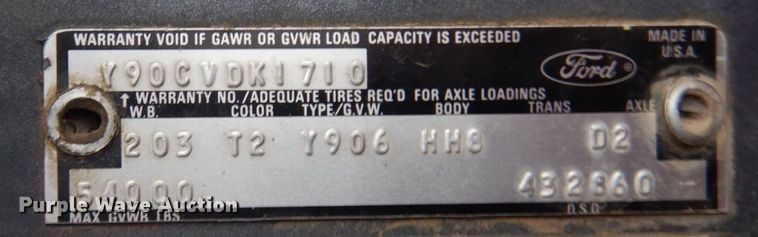 WARRANTY VOID IF GAWR OR GVWR LOAD CAPACITY IS EXCEEDED
MADE IN U.S.A.
Y90CVDK1710
Ford
↑ WARRANTY NO./ADEQUATE TIRES REQ'D FOR AXLE LOADINGS
W.B. COLOR TYPE/G.V.W. BODY TRANS AXLE
203 T2 Y906 HH8 D2
54000 432860
MAX GVWR LBS. D.S.O.
Purple Wave Auction